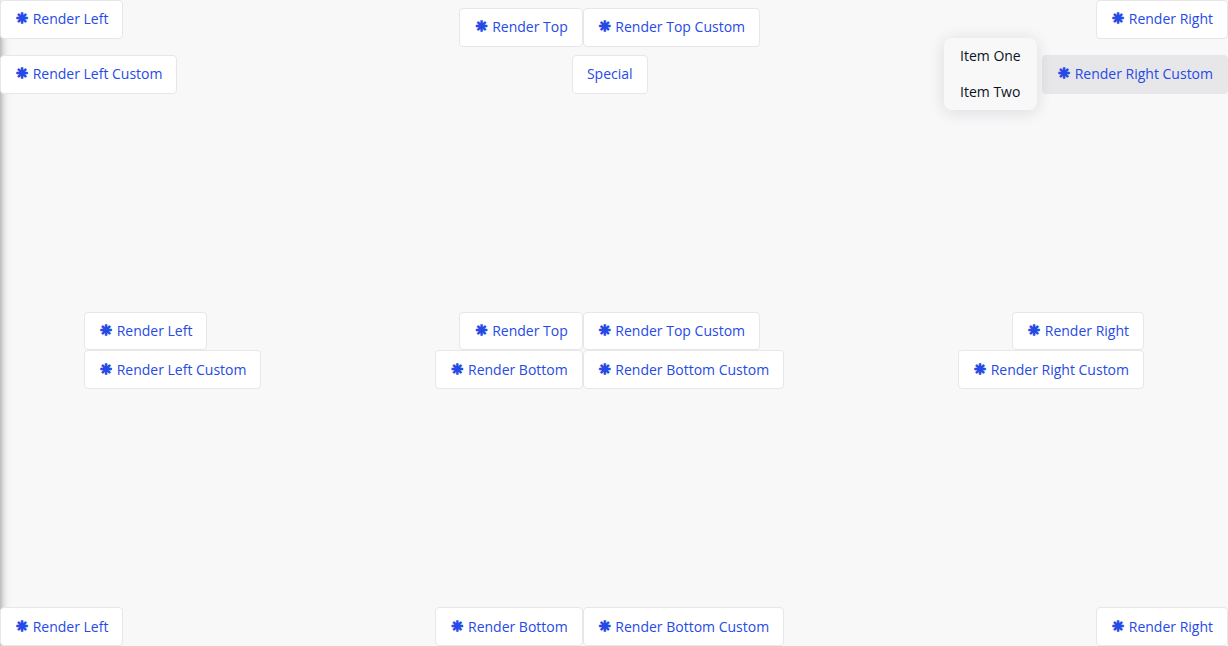 Render Left
Render Top
Render Top Custom
Render Right
Render Left Custom
Special
Item One
Item Two
Render Right Custom
Render Left
Render Top
Render Top Custom
Render Right
Render Left Custom
Render Bottom
Render Bottom Custom
Render Right Custom
Render Left
Render Bottom
Render Bottom Custom
Render Right